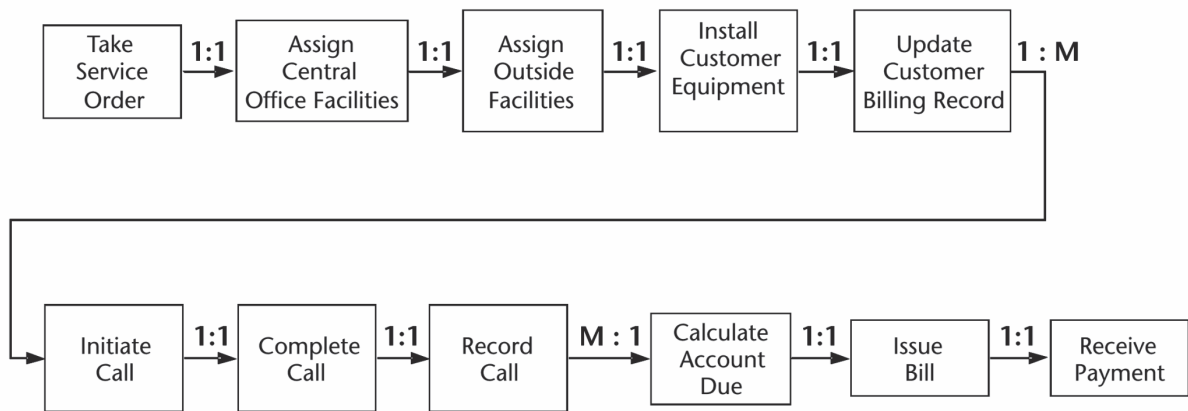 Take
Service
Order
1:1
Assign
Central
Office Facilities
1:1
Assign
Outside
Facilities
1:1
Install
Customer
Equipment
1:1
Update
Customer
Billing Record
1 : M
Initiate
Call
1:1
Complete
Call
1:1
Record
Call
M : 1
Calculate
Account
Due
1:1
Issue
Bill
1:1
Receive
Payment